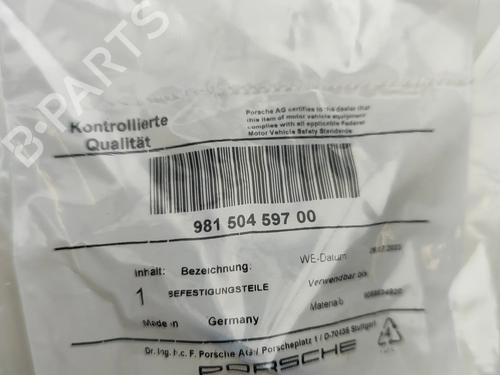 B-PARTS
Kontrollierte
Qualität
Porsche AG certifies to the dealer that
this item of motor vehicle equipment
complies with all applicable Federal
Motor Vehicle Safety Standards
981 504 597 00
Inhalt: Bezeichnung: WE-Datum
1 BEFESTIGUNGSTEILE Verwendbar bis
Made in Germany
Dr. Ing. h.c. F. Porsche AG / Porscheplatz 1 / D-70435 Stuttgart
PORSCHE